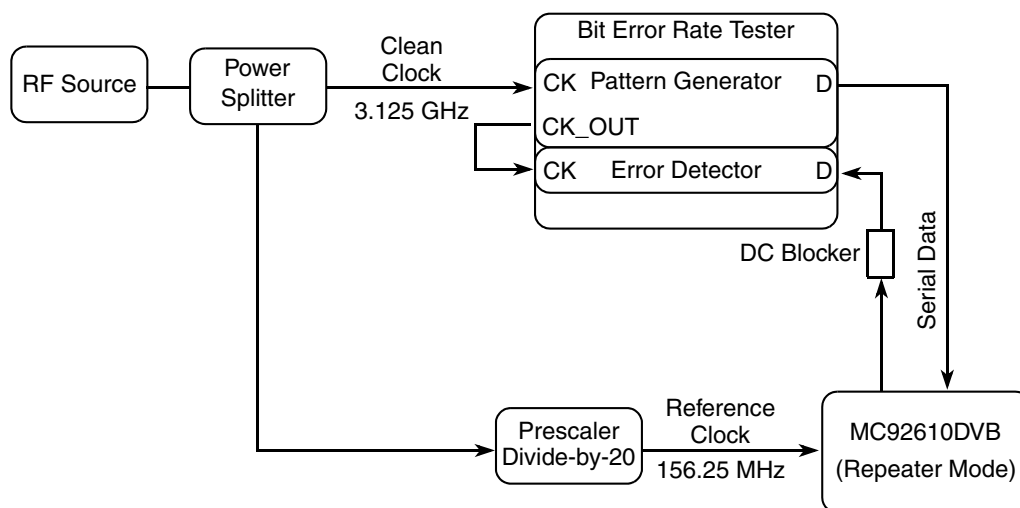 Bit Error Rate Tester
RF Source
Power
Splitter
Clean
Clock
3.125 GHz
CK Pattern Generator D
CK_OUT
CK Error Detector D
DC Blocker
Serial Data
Prescaler
Divide-by-20
Reference
Clock
156.25 MHz
MC92610DVB
(Repeater Mode)